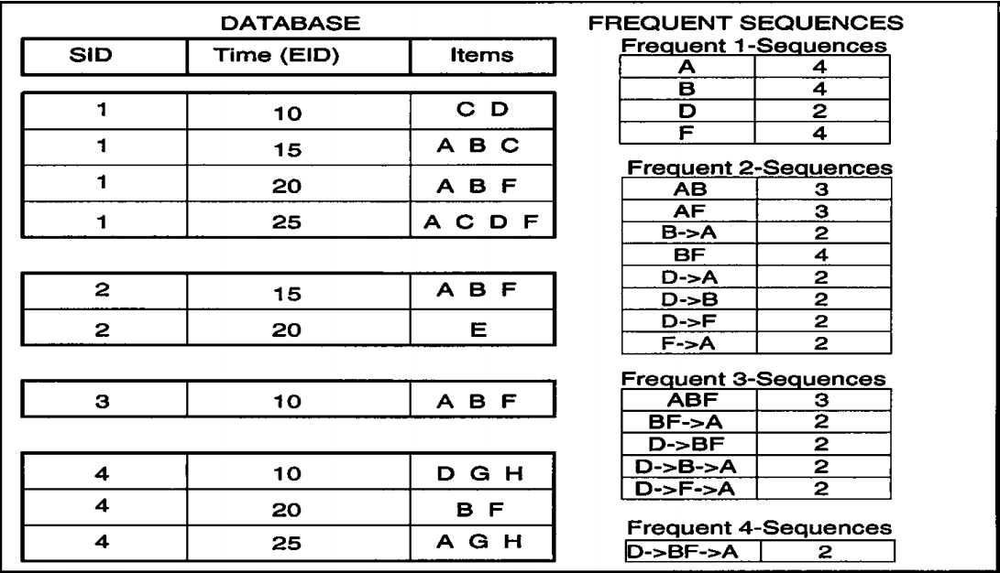 DATABASE
SID Time (EID) Items
1 10 C D
1 15 A B C
1 20 A B F
1 25 A C D F
2 15 A B F
2 20 E
3 10 A B F
4 10 D G H
4 20 B F
4 25 A G H
FREQUENT SEQUENCES
Frequent 1-Sequences
A 4
B 4
D 2
F 4
Frequent 2-Sequences
AB 3
AF 3
B->A 2
BF 4
D->A 2
D->B 2
D->F 2
F->A 2
Frequent 3-Sequences
ABF 3
BF->A 2
D->BF 2
D->B->A 2
D->F->A 2
Frequent 4-Sequences
D->BF->A 2